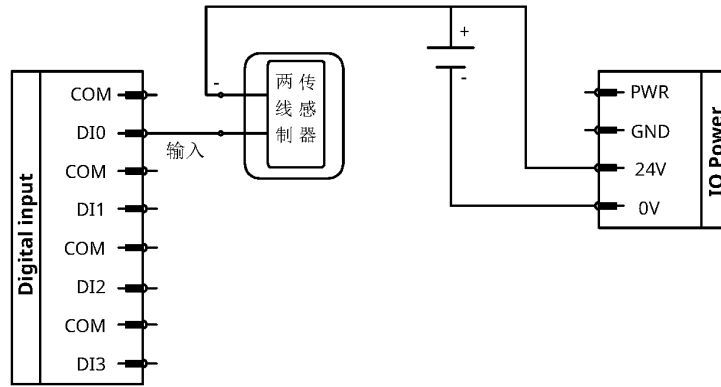 Digital input
COM
DI0
COM
DI1
COM
DI2
COM
DI3
-
输入
两线制
传感器
+
-
PWR
GND
24V
0V
IO Power